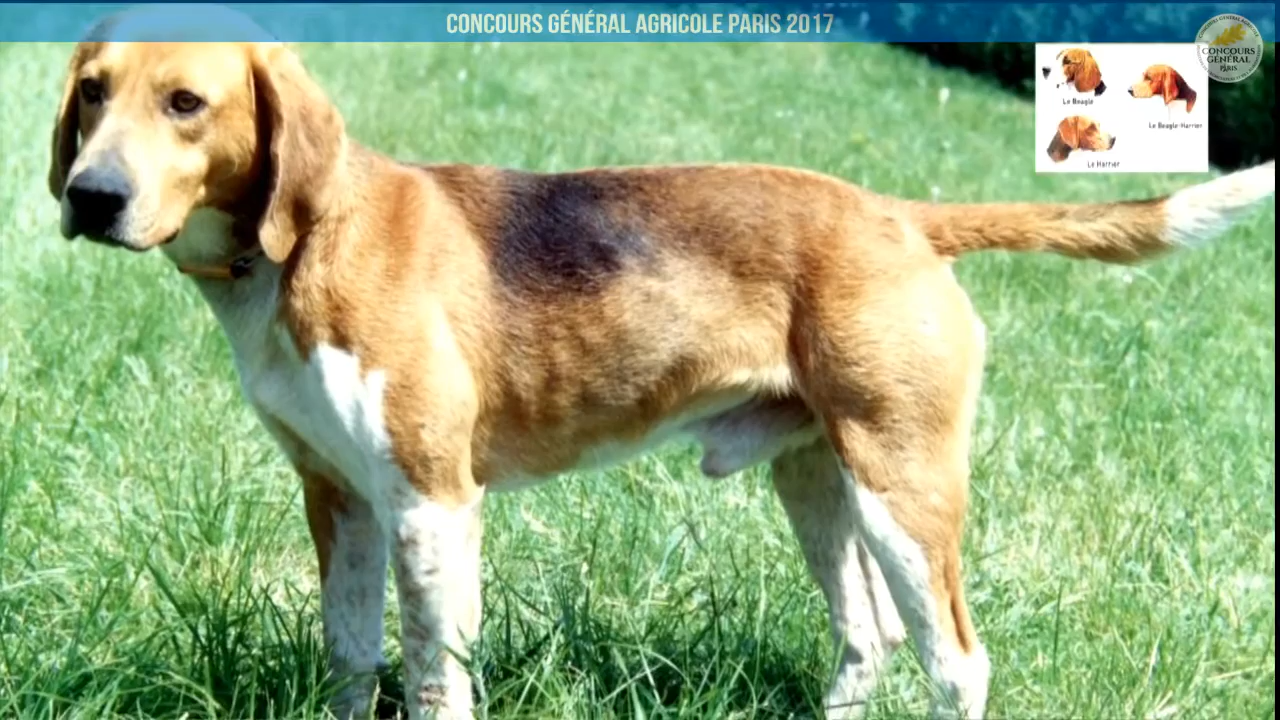 CONCOURS GÉNÉRAL AGRICOLE PARIS 2017
CONCOURS
GÉNÉRAL
PARIS
Le Beagle
Le Beagle-Harrier
Le Harrier